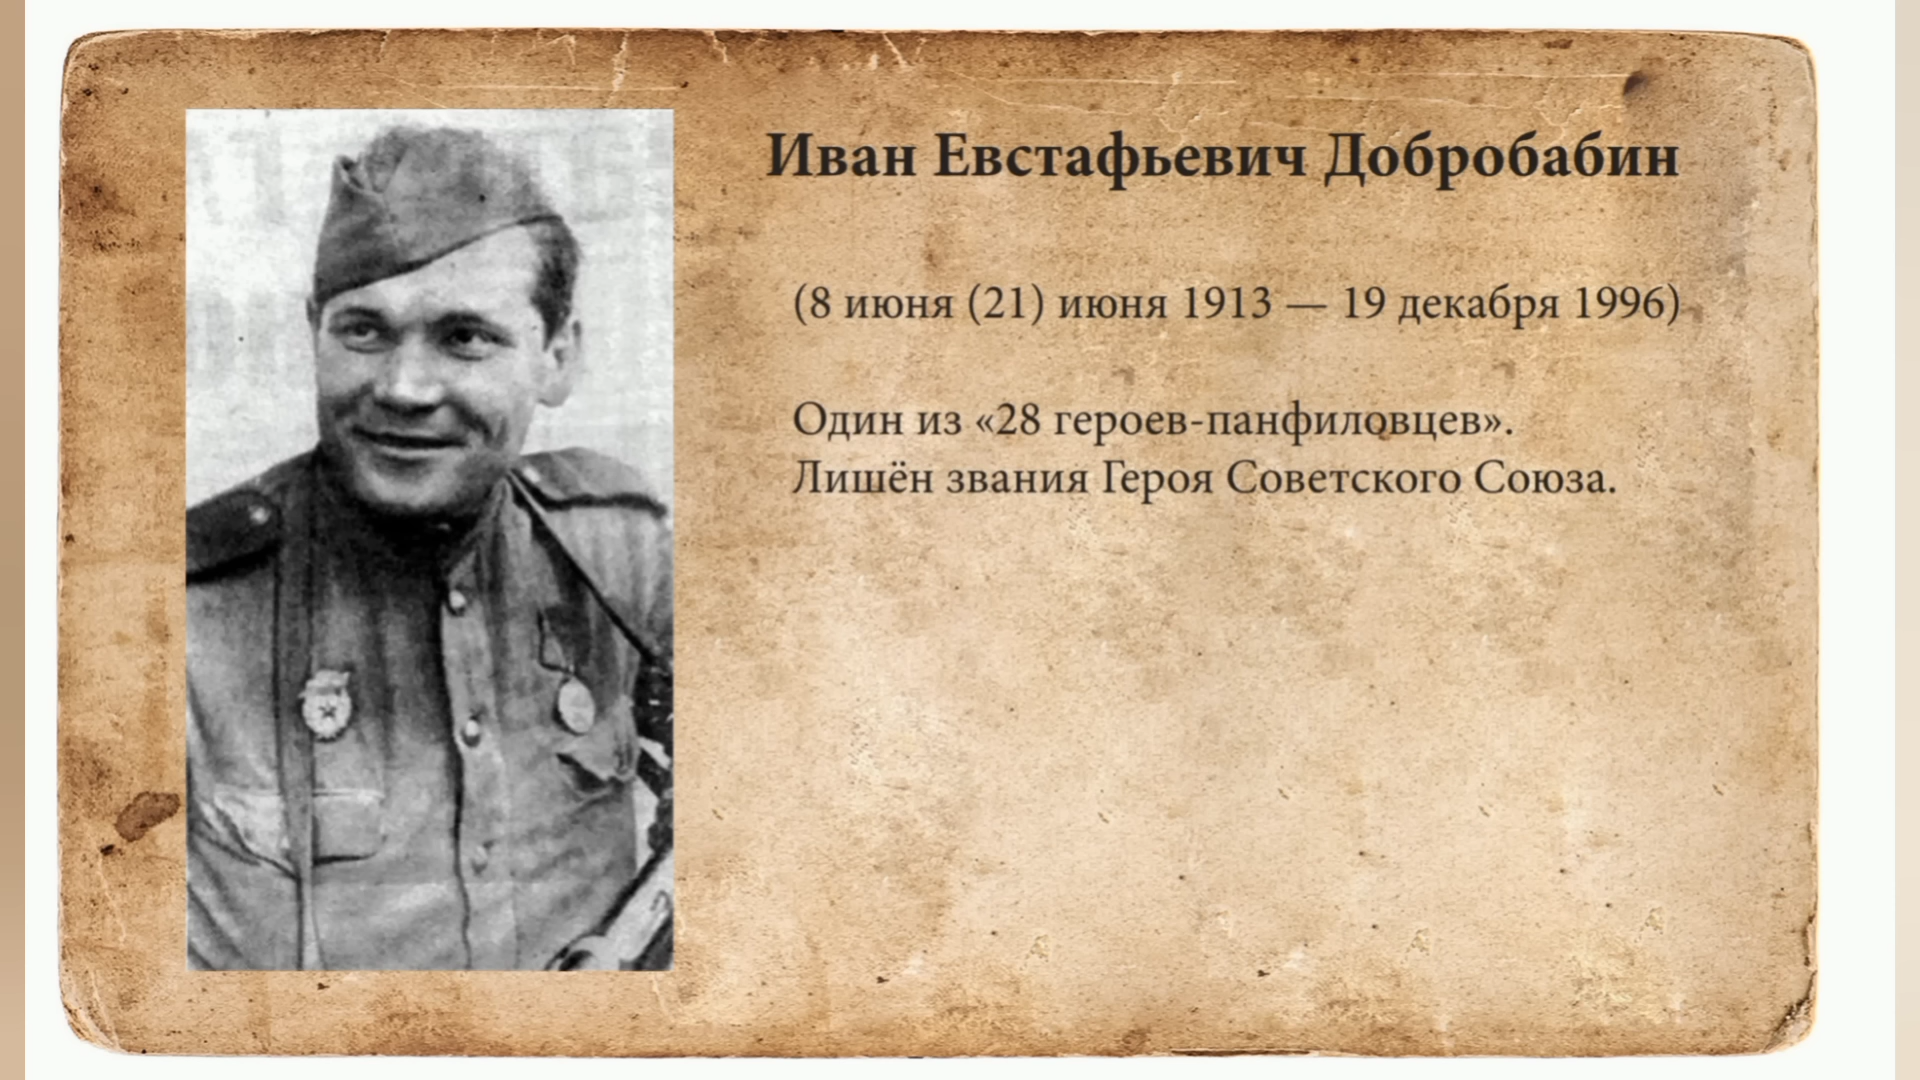 Иван Евстафьевич Добробабин
(8 июня (21) июня 1913 — 19 декабря 1996)
Один из «28 героев-панфиловцев».
Лишён звания Героя Советского Союза.